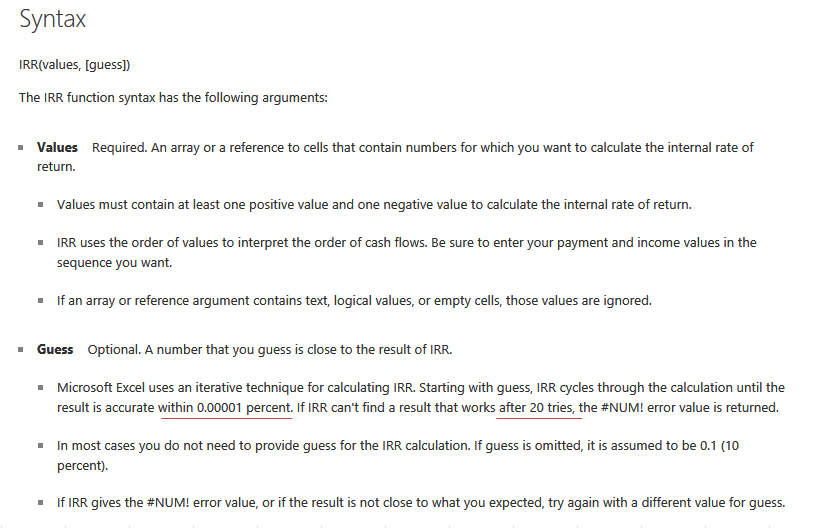 Syntax
IRR(values, [guess])
The IRR function syntax has the following arguments:
Values Required. An array or a reference to cells that contain numbers for which you want to calculate the internal rate of
return.
Values must contain at least one positive value and one negative value to calculate the internal rate of return.
IRR uses the order of values to interpret the order of cash flows. Be sure to enter your payment and income values in the
sequence you want.
If an array or reference argument contains text, logical values, or empty cells, those values are ignored.
Guess Optional. A number that you guess is close to the result of IRR.
Microsoft Excel uses an iterative technique for calculating IRR. Starting with guess, IRR cycles through the calculation until the
result is accurate within 0.00001 percent. If IRR can't find a result that works after 20 tries, the #NUM! error value is returned.
In most cases you do not need to provide guess for the IRR calculation. If guess is omitted, it is assumed to be 0.1 (10
percent).
If IRR gives the #NUM! error value, or if the result is not close to what you expected, try again with a different value for guess.